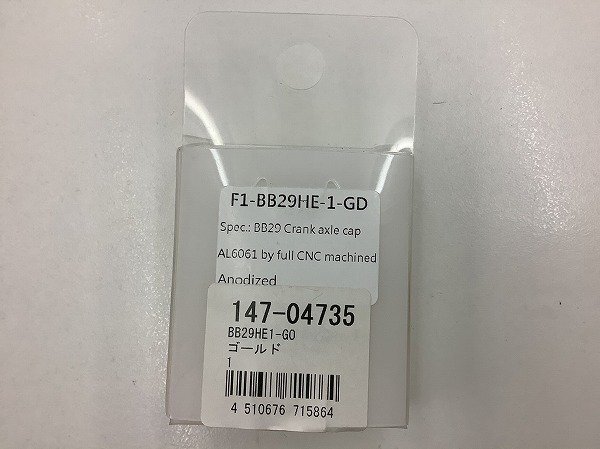 F1-BB29HE-1-GD
Spec.: BB29 Crank axle cap
AL6061 by full CNC machined
Anodized
147-04735
BB29HE1-GO
ゴールド
1
4 510676 715864